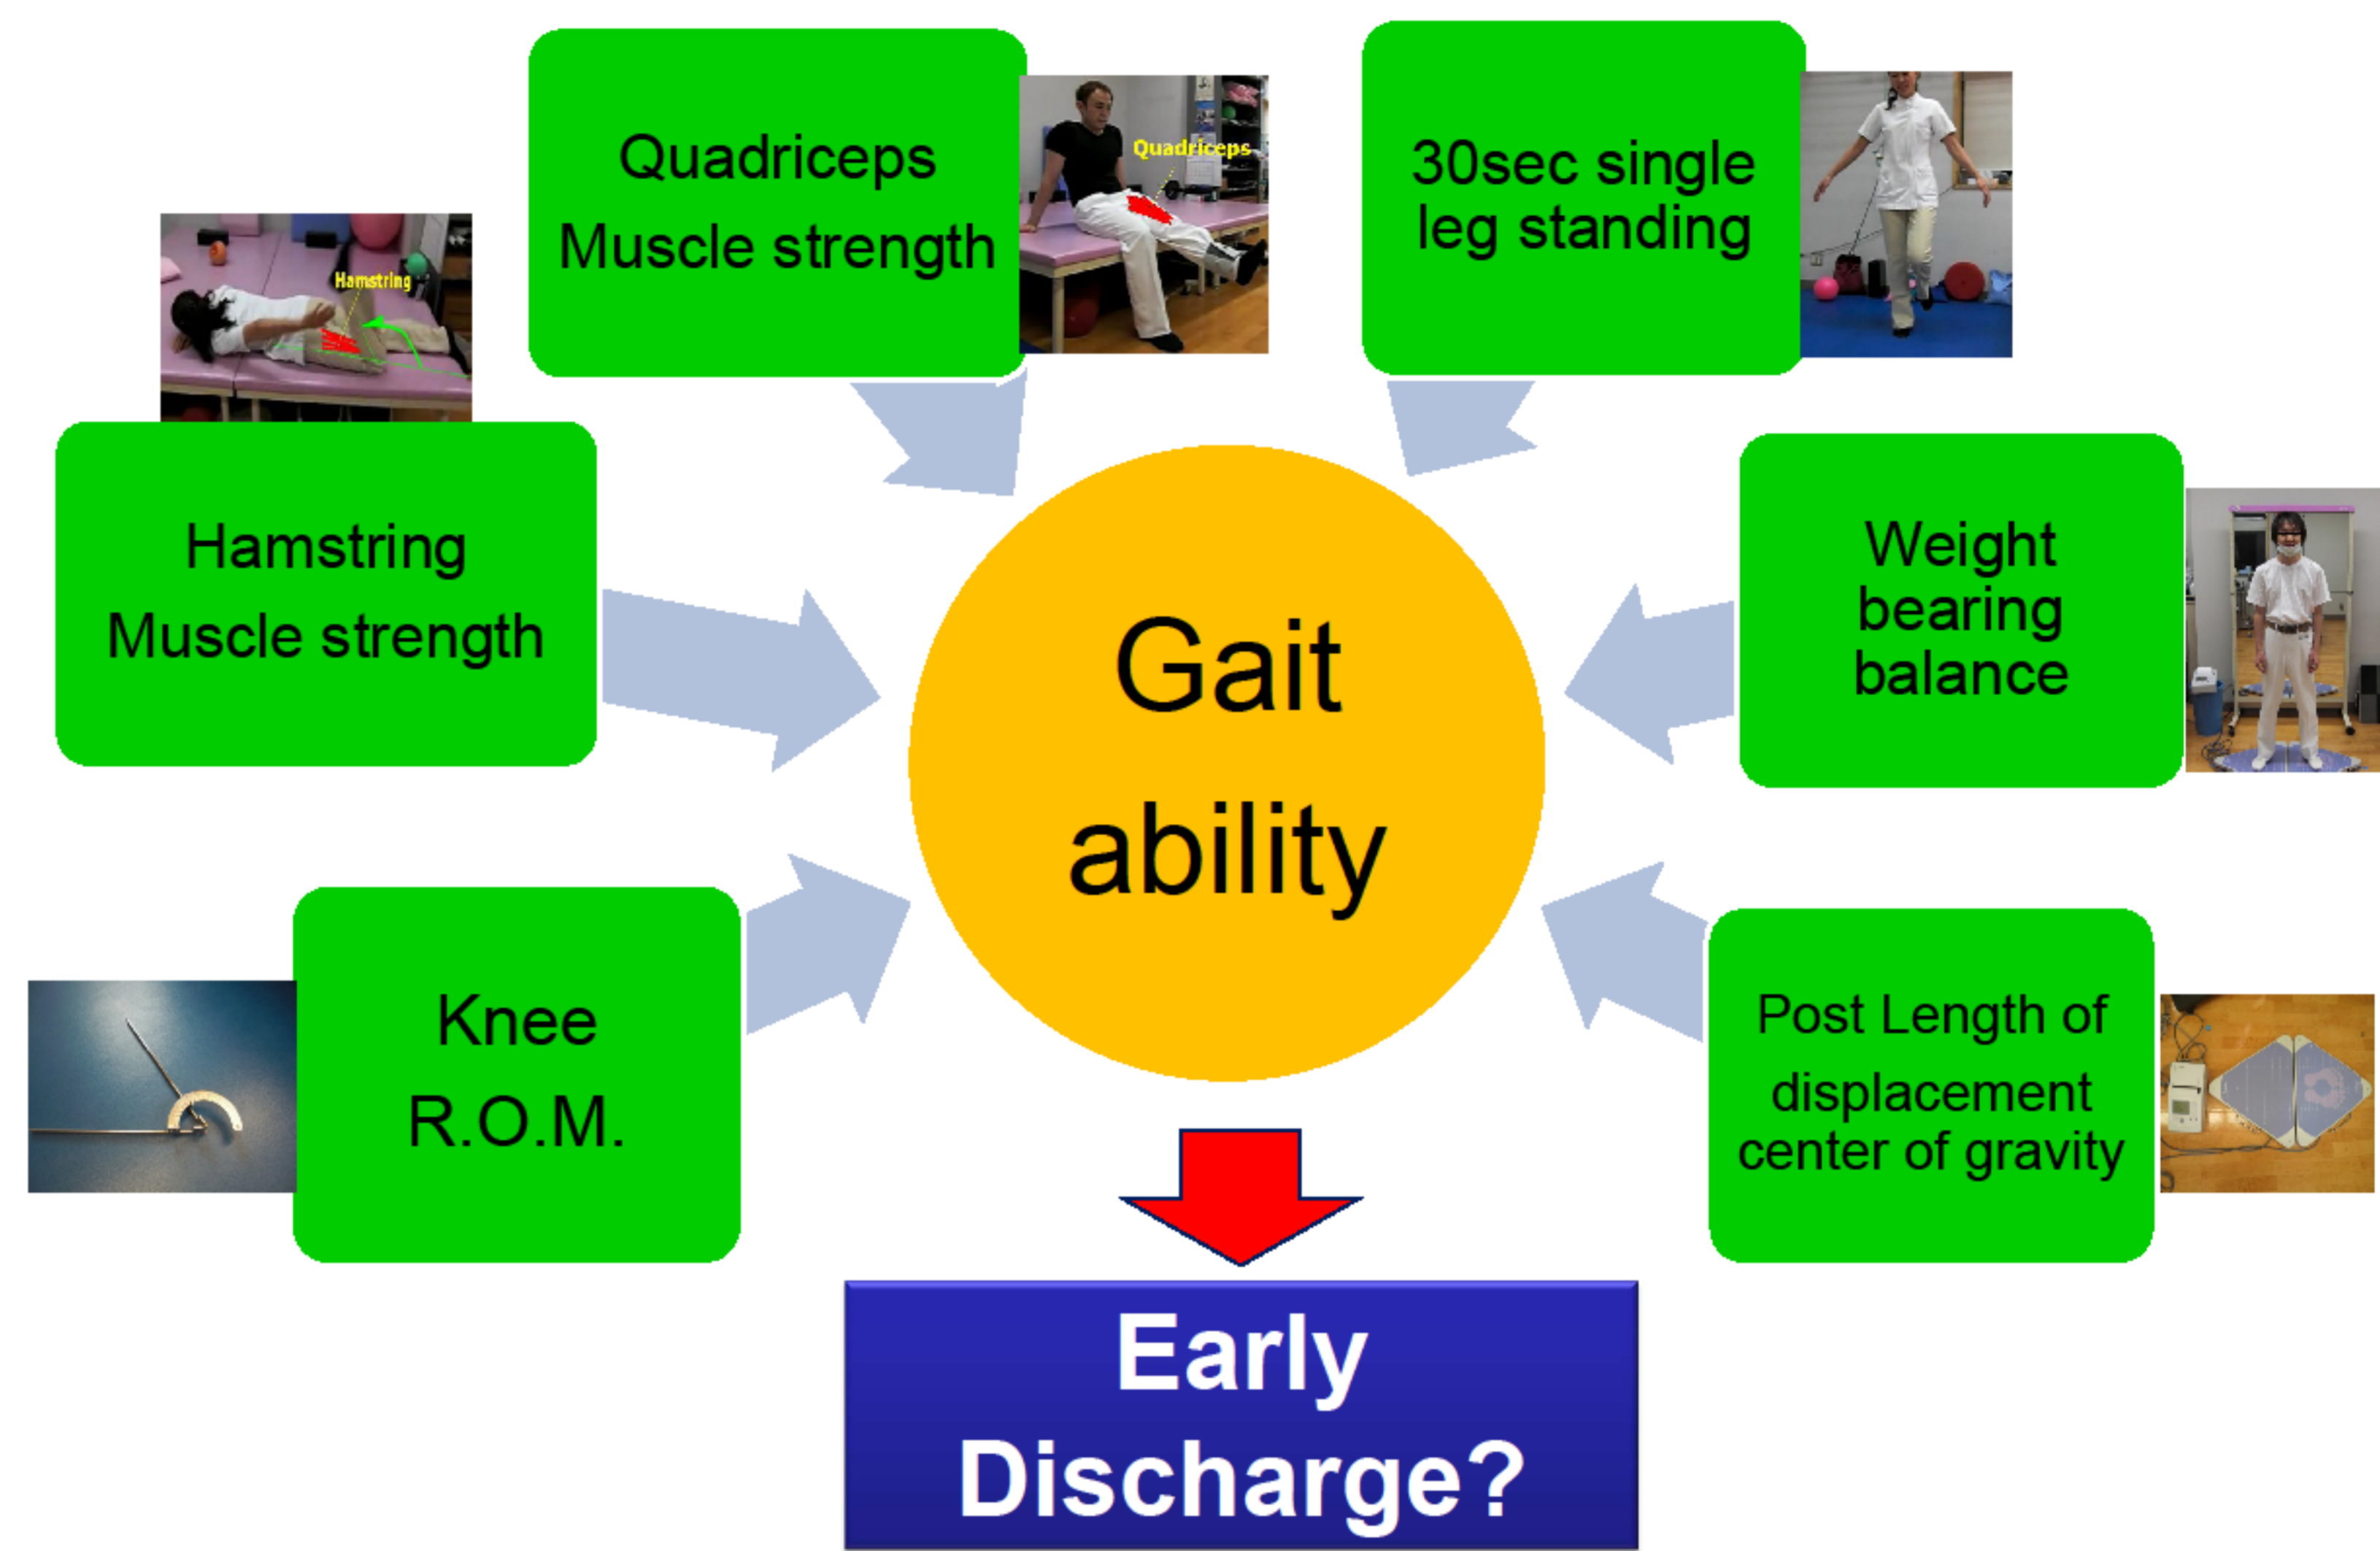 Quadriceps
Muscle strength
Quadriceps
30sec single
leg standing
Hamstring
Hamstring
Muscle strength
Weight
bearing
balance
Gait
ability
Knee
R.O.M.
Post Length of
displacement
center of gravity
Early
Discharge?